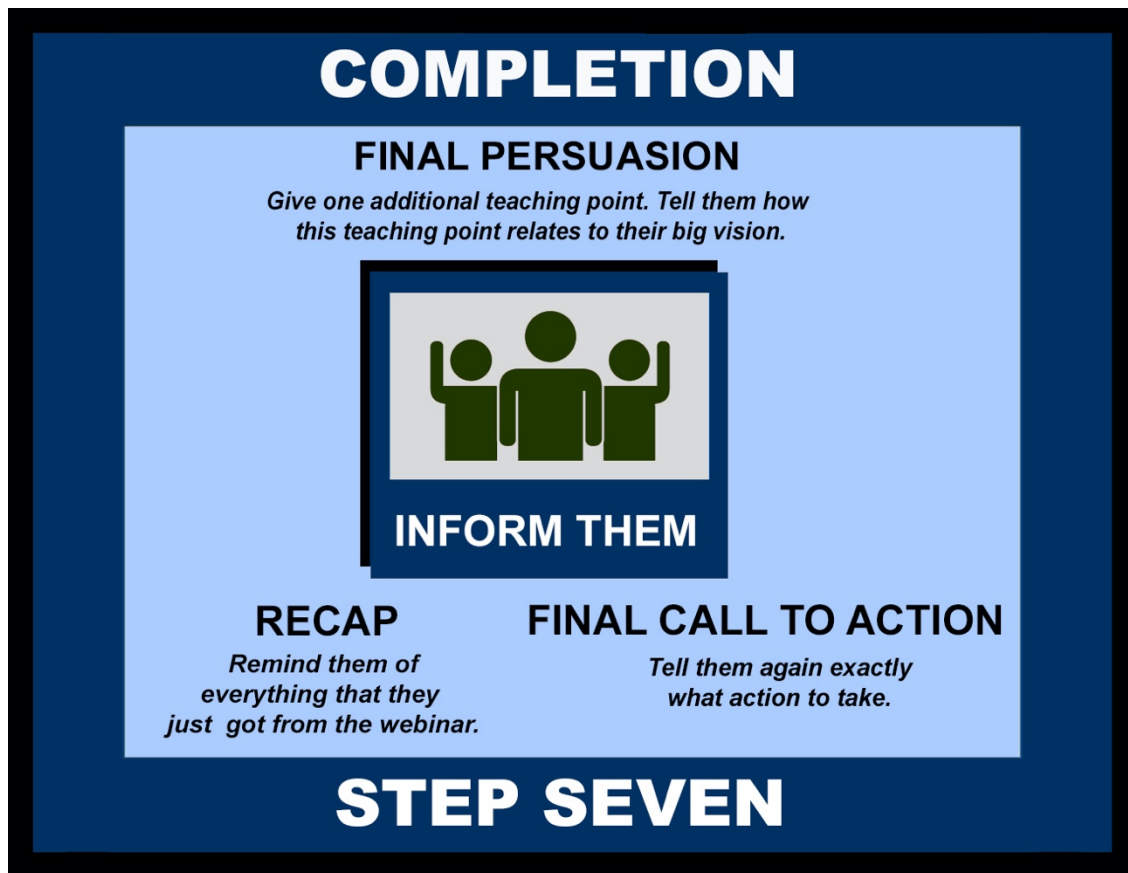 COMPLETION
FINAL PERSUASION
Give one additional teaching point. Tell them how
this teaching point relates to their big vision.
INFORM THEM
RECAP
Remind them of
everything that they
just got from the webinar.
FINAL CALL TO ACTION
Tell them again exactly
what action to take.
STEP SEVEN